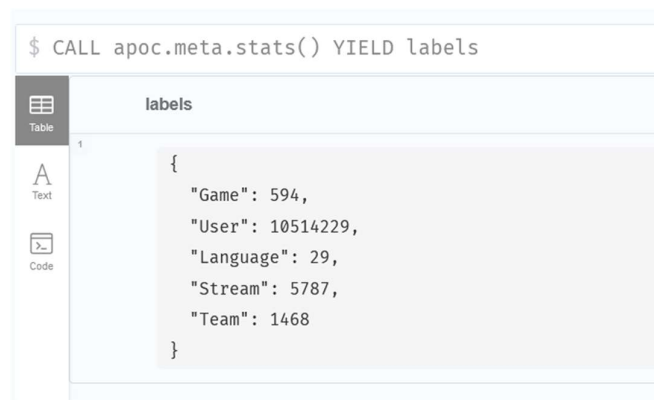 $ CALL apoc.meta.stats() YIELD labels
Table
labels
1
{
"Game": 594,
"User": 10514229,
"Language": 29,
"Stream": 5787,
"Team": 1468
}
A
Text
>_
Code